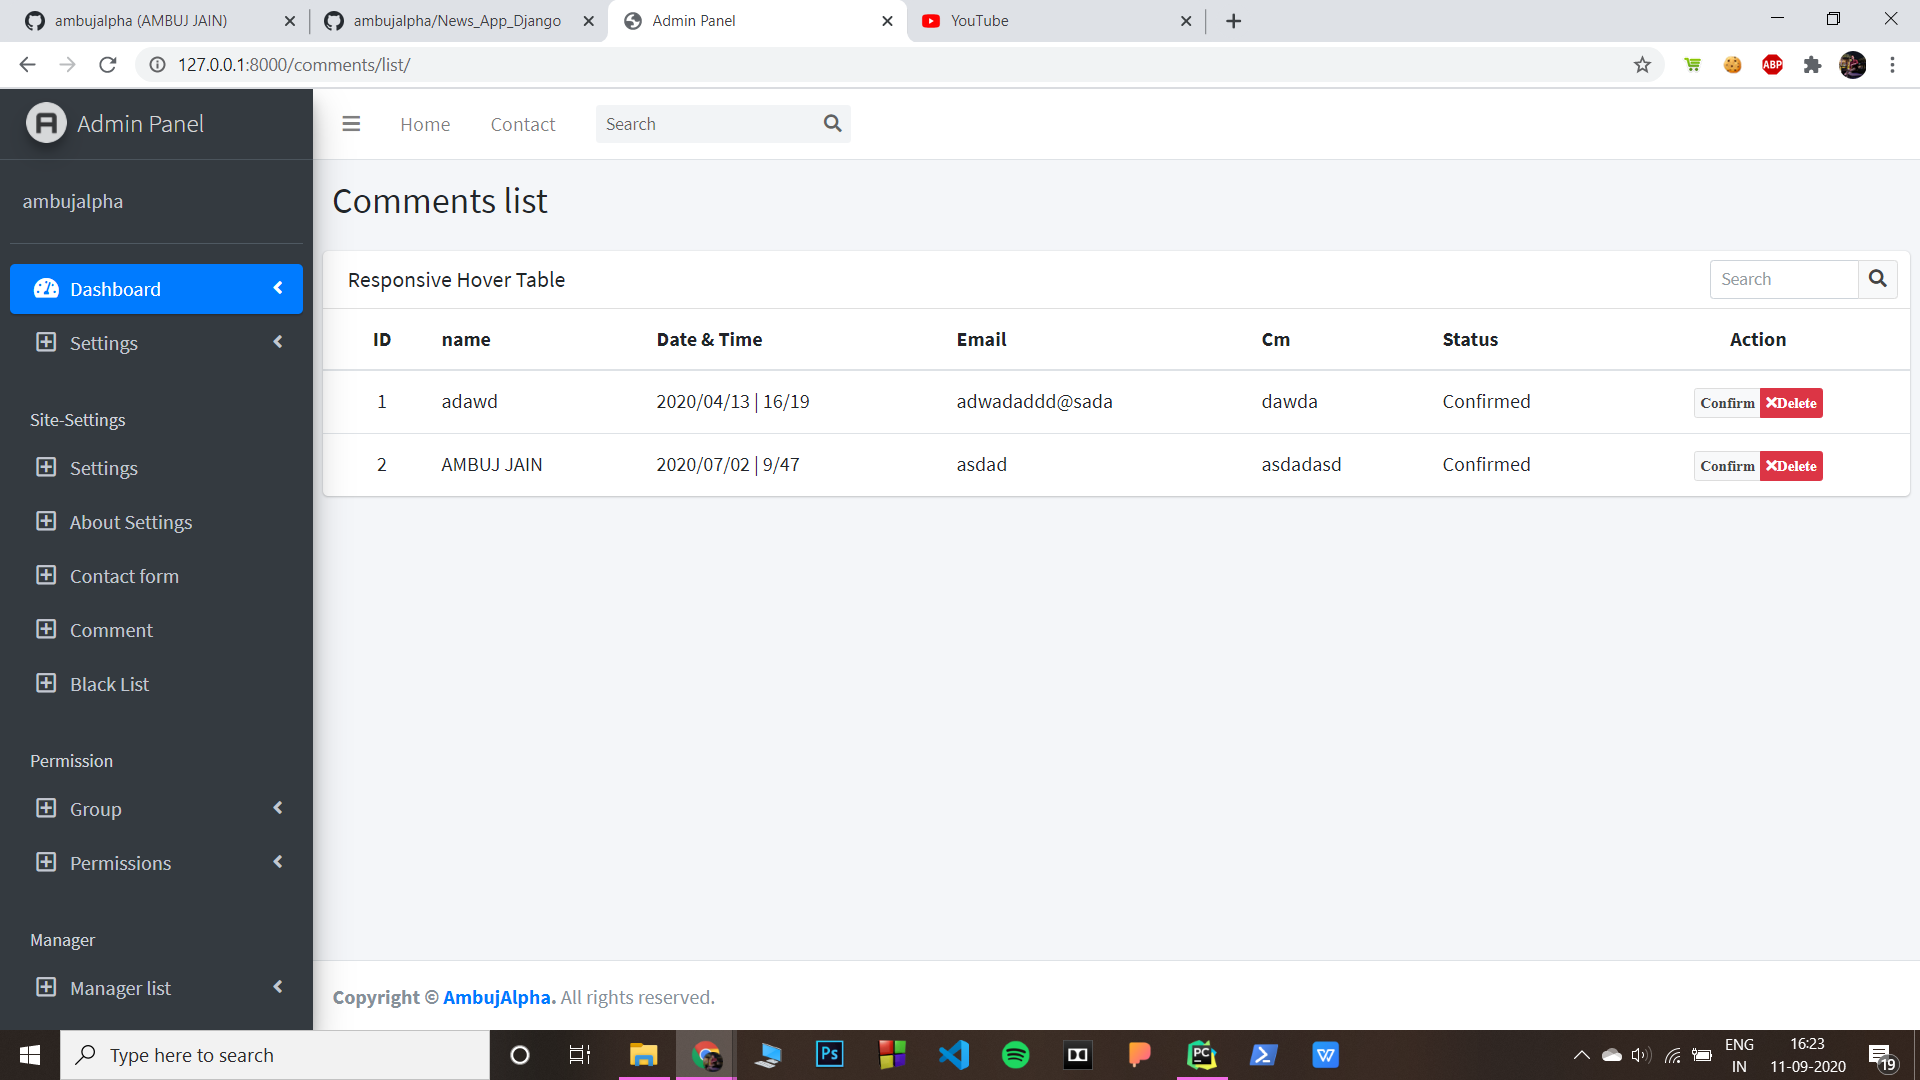 ambujalpha (AMBUJ JAIN)
ambujalpha/News_App_Django
Admin Panel
YouTube
127.0.0.1:8000/comments/list/
ABP
A Admin Panel
Home
Contact
Search
ambujalpha
Comments list
Dashboard
Settings
Responsive Hover Table
Search
ID name Date & Time Email Cm Status Action
1 adawd 2020/04/13 | 16/19 adwadaddd@sada dawda Confirmed Confirm Delete
2 AMBUJ JAIN 2020/07/02 | 9/47 asdad asdadasd Confirmed Confirm Delete
Site-Settings
Settings
About Settings
Contact form
Comment
Black List
Permission
Group
Permissions
Manager
Manager list
Copyright © AmbujAlpha. All rights reserved.
Type here to search
Ps
PC
W
ENG
IN
16:23
11-09-2020
19